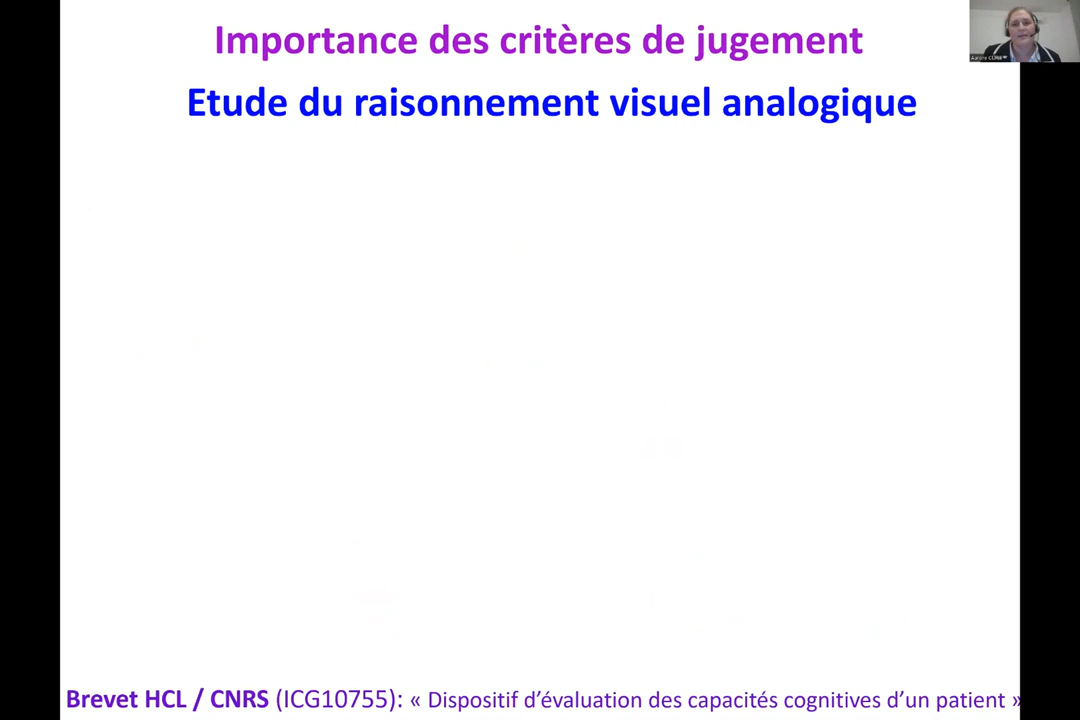 Importance des critères de jugement
Etude du raisonnement visuel analogique
Brevet HCL / CNRS (ICG10755): « Dispositif d’évaluation des capacités cognitives d’un patient »